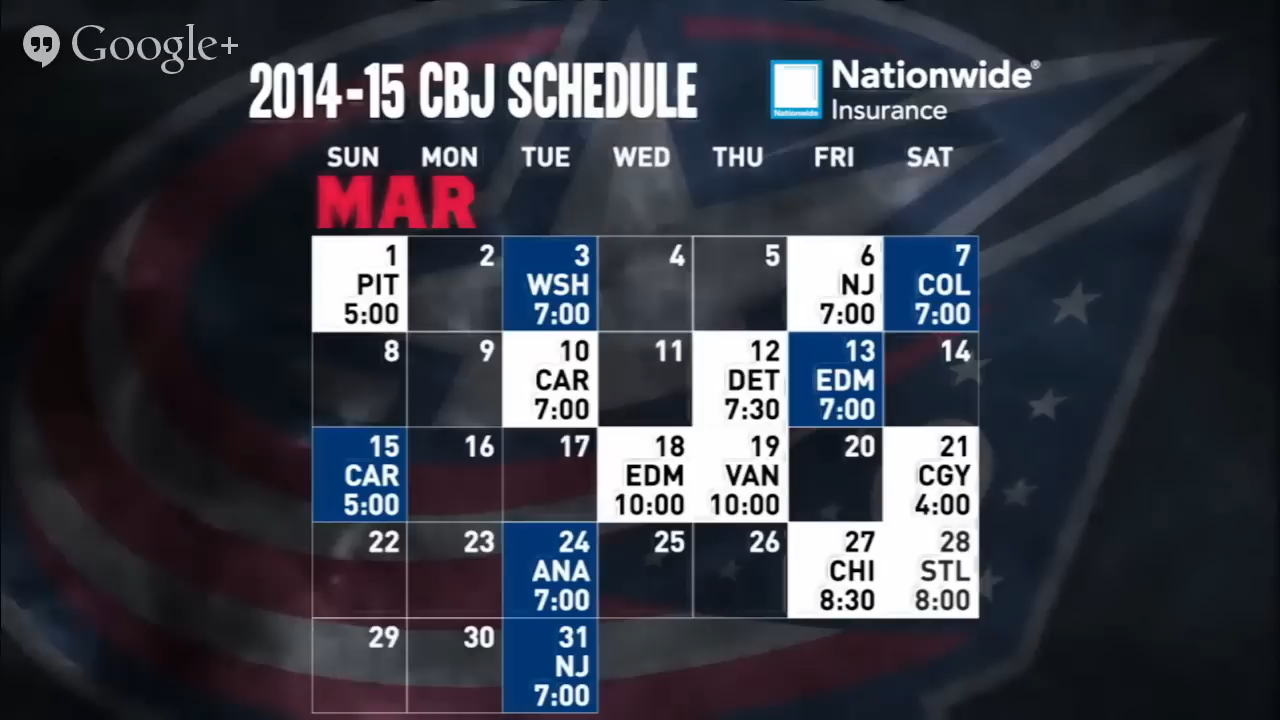 Google+
2014-15 CBJ SCHEDULE
Nationwide®
Insurance
Nationwide
SUN MON TUE WED THU FRI SAT
MAR
1 2 3 4 5 6 7
PIT WSH NJ COL
5:00 7:00 7:00 7:00
8 9 10 11 12 13 14
CAR DET EDM
7:00 7:30 7:00
15 16 17 18 19 20 21
CAR EDM VAN CGY
5:00 10:00 10:00 4:00
22 23 24 25 26 27 28
ANA CHI STL
7:00 8:30 8:00
29 30 31
NJ
7:00